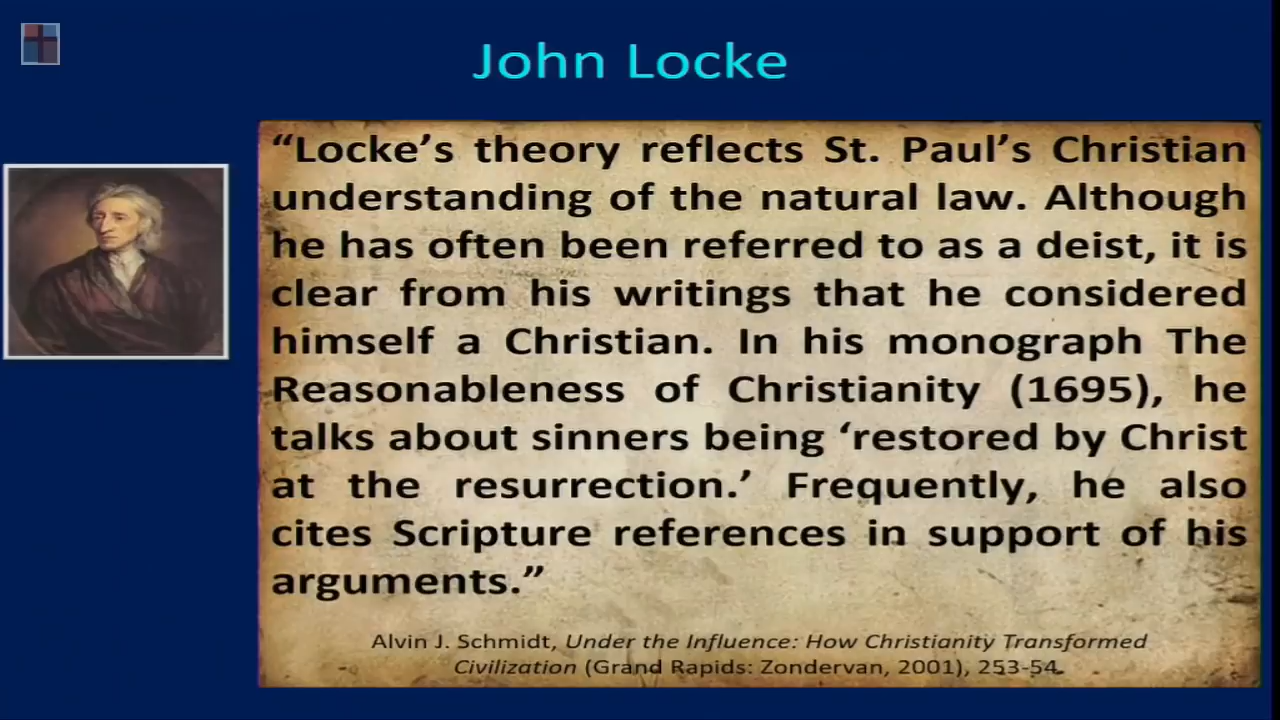 John Locke
“Locke’s theory reflects St. Paul’s Christian
understanding of the natural law. Although
he has often been referred to as a deist, it is
clear from his writings that he considered
himself a Christian. In his monograph The
Reasonableness of Christianity (1695), he
talks about sinners being ‘restored by Christ
at the resurrection.’ Frequently, he also
cites Scripture references in support of his
arguments.”
Alvin J. Schmidt, Under the Influence: How Christianity Transformed
Civilization (Grand Rapids: Zondervan, 2001), 253-54.